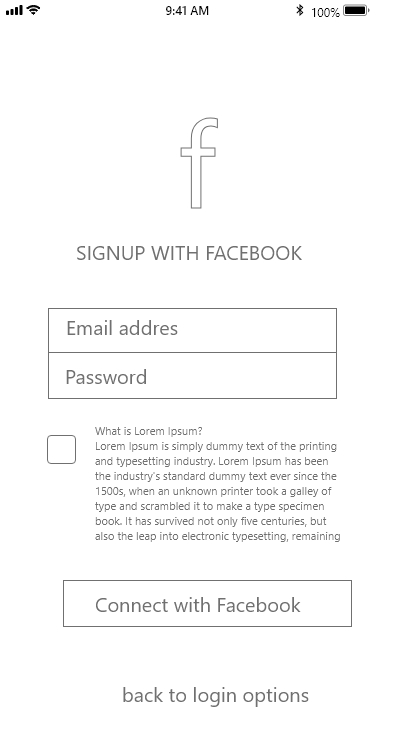 9:41 AM 100%
f
SIGNUP WITH FACEBOOK
Email addres
Password
What is Lorem Ipsum?
Lorem Ipsum is simply dummy text of the printing
and typesetting industry. Lorem Ipsum has been
the industry's standard dummy text ever since the
1500s, when an unknown printer took a galley of
type and scrambled it to make a type specimen
book. It has survived not only five centuries, but
also the leap into electronic typesetting, remaining
Connect with Facebook
back to login options